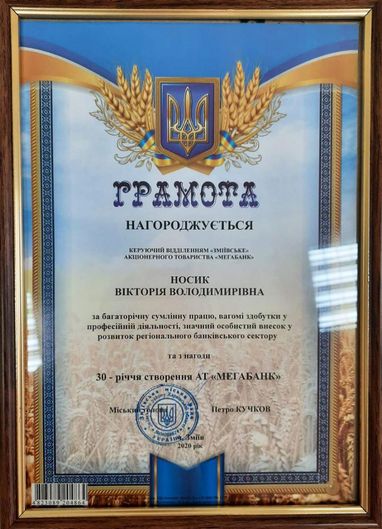 ГРАМОТА
НАГОРОДЖУЄТЬСЯ
КЕРУЮЧИЙ ВІДДІЛЕННЯМ «ЗМІЇВСЬКЕ»
АКЦІОНЕРНОГО ТОВАРИСТВА «МЕГАБАНК»
НОСИК
ВІКТОРІЯ ВОЛОДИМИРІВНА
за багаторічну сумлінну працю, вагомі здобутки у
професійній діяльності, значний особистий внесок у
розвиток регіонального банківського сектору
та з нагоди
30 - річчя створення АТ «МЕГАБАНК»
Міський голова Петро КУЧКОВ
м. Зміїв
2020 рік